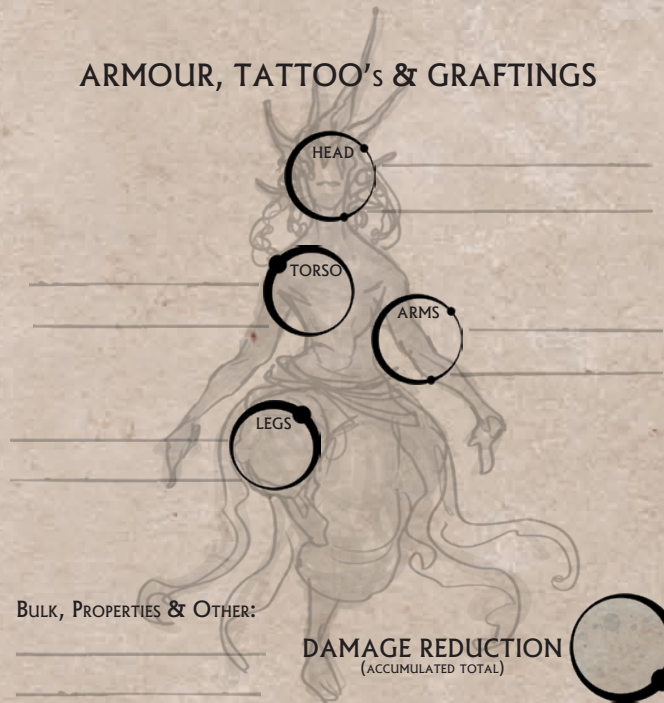 ARMOUR, TATTOO's & GRAFTINGS
HEAD
TORSO
ARMS
LEGS
BULK, PROPERTIES & OTHER:
DAMAGE REDUCTION
(ACCUMULATED TOTAL)